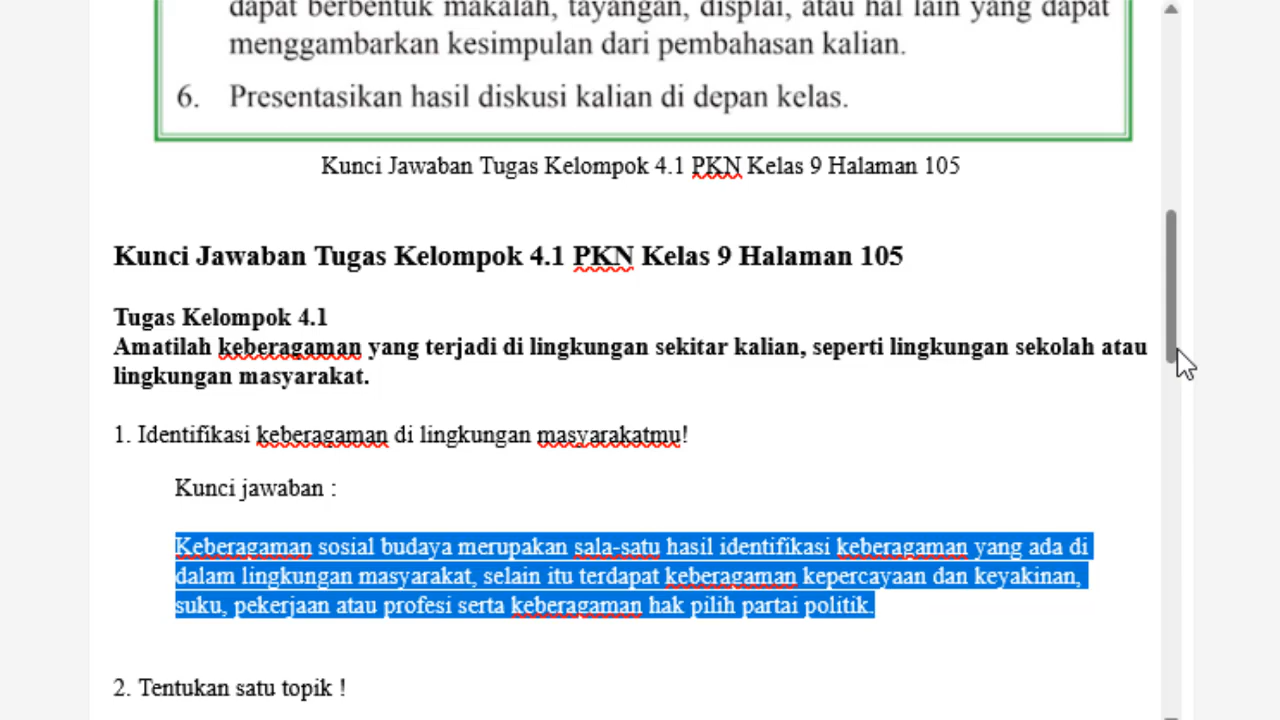 dapat berbentuk makalah, tayangan, displai, atau hal lain yang dapat
menggambarkan kesimpulan dari pembahasan kalian.
6. Presentasikan hasil diskusi kalian di depan kelas.
Kunci Jawaban Tugas Kelompok 4.1 PKN Kelas 9 Halaman 105
Kunci Jawaban Tugas Kelompok 4.1 PKN Kelas 9 Halaman 105
Tugas Kelompok 4.1
Amatilah keberagaman yang terjadi di lingkungan sekitar kalian, seperti lingkungan sekolah atau
lingkungan masyarakat.
1. Identifikasi keberagaman di lingkungan masyarakatmu!
Kunci jawaban :
Keberagaman sosial budaya merupakan sala-satu hasil identifikasi keberagaman yang ada di
dalam lingkungan masyarakat, selain itu terdapat keberagaman kepercayaan dan keyakinan,
suku, pekerjaan atau profesi serta keberagaman hak pilih partai politik.
2. Tentukan satu topik !